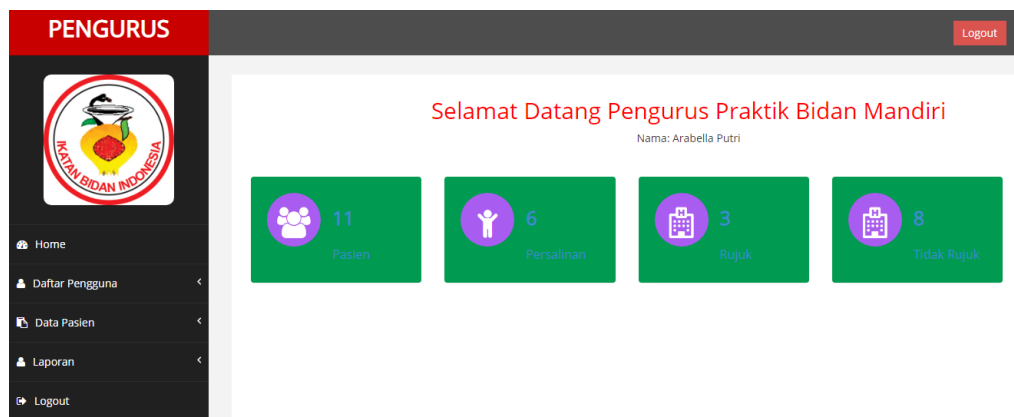 PENGURUS
Logout
IKATAN BIDAN INDONESIA
Selamat Datang Pengurus Praktik Bidan Mandiri
Nama: Arabella Putri
11
Pasien
6
Persalinan
H
3
Rujuk
H
8
Tidak Rujuk
Home
Daftar Pengguna
Data Pasien
Laporan
Logout